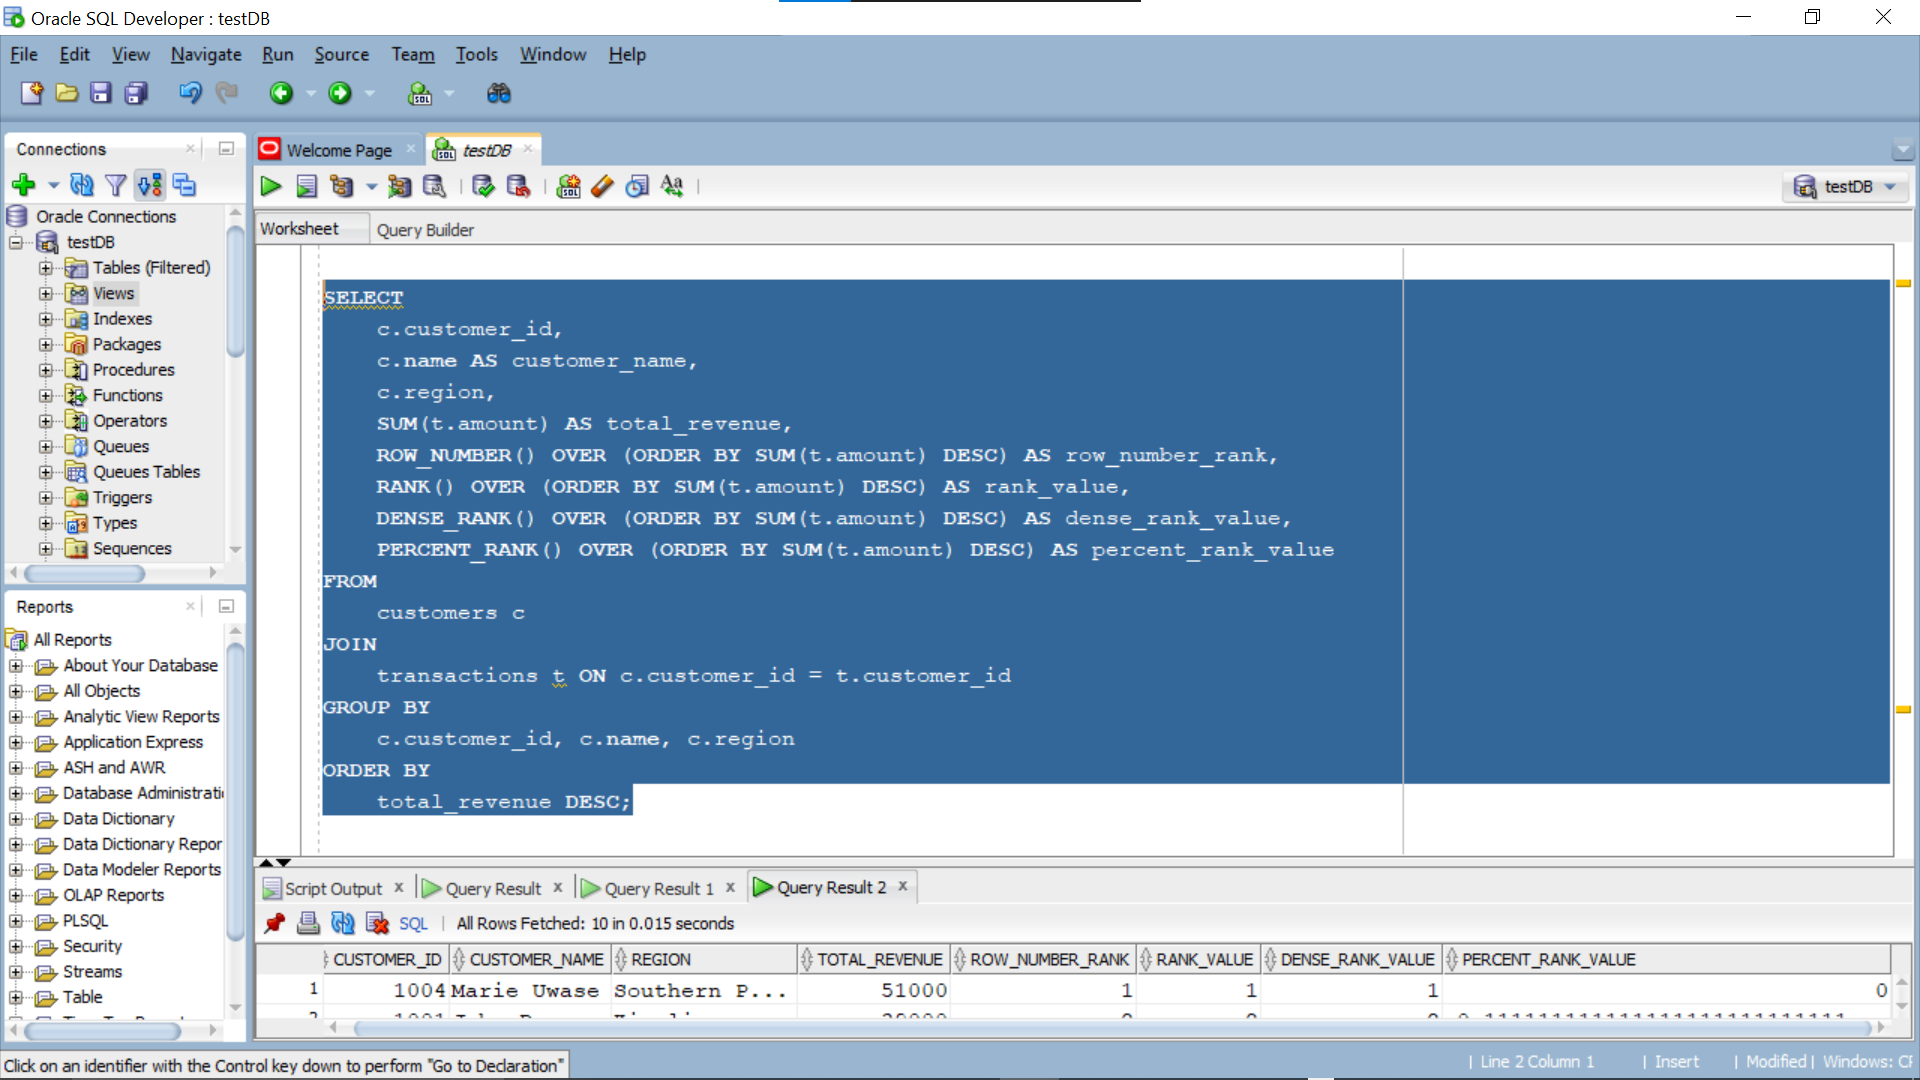 Oracle SQL Developer : testDB
File Edit View Navigate Run Source Team Tools Window Help
Connections
Oracle Connections
testDB
Tables (Filtered)
Views
Indexes
Packages
Procedures
Functions
Operators
Queues
Queues Tables
Triggers
Types
Sequences
Reports
All Reports
About Your Database
All Objects
Analytic View Reports
Application Express
ASH and AWR
Database Administrati
Data Dictionary
Data Dictionary Repor
Data Modeler Reports
OLAP Reports
PLSQL
Security
Streams
Table
Welcome Page testDB
testDB
Worksheet Query Builder
SELECT
c.customer_id,
c.name AS customer_name,
c.region,
SUM(t.amount) AS total_revenue,
ROW_NUMBER() OVER (ORDER BY SUM(t.amount) DESC) AS row_number_rank,
RANK() OVER (ORDER BY SUM(t.amount) DESC) AS rank_value,
DENSE_RANK() OVER (ORDER BY SUM(t.amount) DESC) AS dense_rank_value,
PERCENT_RANK() OVER (ORDER BY SUM(t.amount) DESC) AS percent_rank_value
FROM
customers c
JOIN
transactions t ON c.customer_id = t.customer_id
GROUP BY
c.customer_id, c.name, c.region
ORDER BY
total_revenue DESC;
Script Output x Query Result x Query Result 1 x Query Result 2 x
SQL | All Rows Fetched: 10 in 0.015 seconds
CUSTOMER_ID CUSTOMER_NAME REGION TOTAL_REVENUE ROW_NUMBER_RANK RANK_VALUE DENSE_RANK_VALUE PERCENT_RANK_VALUE
1 1004 Marie Uwase Southern P... 51000 1 1 1 0
Click on an identifier with the Control key down to perform "Go to Declaration"
| Line 2 Column 1 | Insert | Modified | Windows: